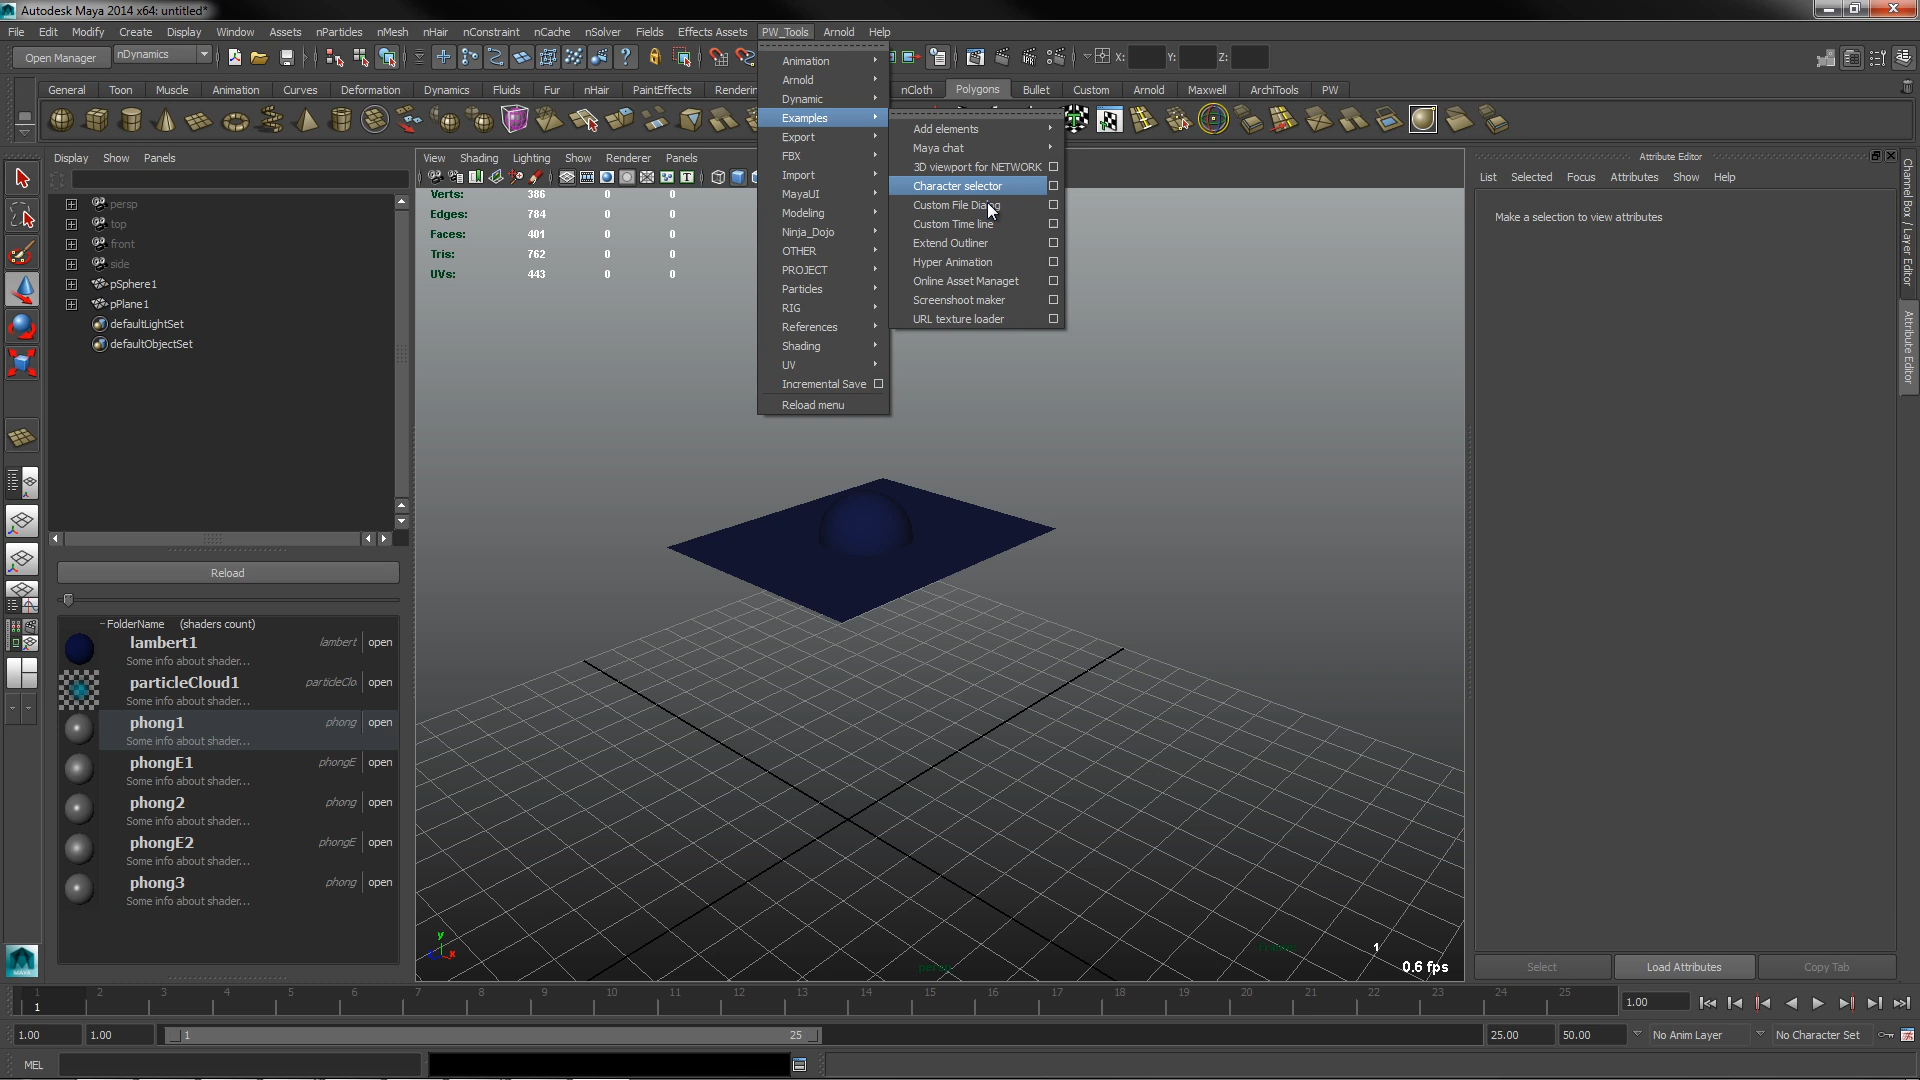 Autodesk Maya 2014 x64: untitled*
File Edit Modify Create Display Window Assets nParticles nMesh nHair nConstraint nCache nSolver Fields Effects Assets PW_Tools Arnold Help
Open Manager nDynamics X: Y: Z:
General Toon Muscle Animation Curves Deformation Dynamics Fluids Fur nHair PaintEffects Renderin nCloth Polygons Bullet Custom Arnold Maxwell ArchiTools PW
Display Show Panels
View Shading Lighting Show Renderer Panels
persp
top
front
side
pSphere1
pPlane1
defaultLightSet
defaultObjectSet
Reload
FolderName (shaders count)
lambert1 lambert open
Some info about shader...
particleCloud1 particleClo open
Some info about shader...
phong1 phong open
Some info about shader...
phongE1 phongE open
Some info about shader...
phong2 phong open
Some info about shader...
phongE2 phongE open
Some info about shader...
phong3 phong open
Some info about shader...
Verts: 386 0 0
Edges: 784 0 0
Faces: 401 0 0
Tris: 762 0 0
UVs: 443 0 0
Animation
Arnold
Dynamic
Examples
Export
FBX
Import
MayaUI
Modeling
Ninja_Dojo
OTHER
PROJECT
Particles
RIG
References
Shading
UV
Incremental Save
Reload menu
Add elements
Maya chat
3D viewport for NETWORK
Character selector
Custom File Dialog
Custom Time line
Extend Outliner
Hyper Animation
Online Asset Managet
Screenshoot maker
URL texture loader
y
x
persp
frame: 1
0.6 fps
Attribute Editor
List Selected Focus Attributes Show Help
Make a selection to view attributes
Select Load Attributes Copy Tab
Channel Box / Layer Editor
Attribute Editor
1 2 3 4 5 6 7 8 9 10 11 12 13 14 15 16 17 18 19 20 21 22 23 24 25
1
1.00
1.00 1.00 1 25 25.00 50.00 No Anim Layer No Character Set
MEL